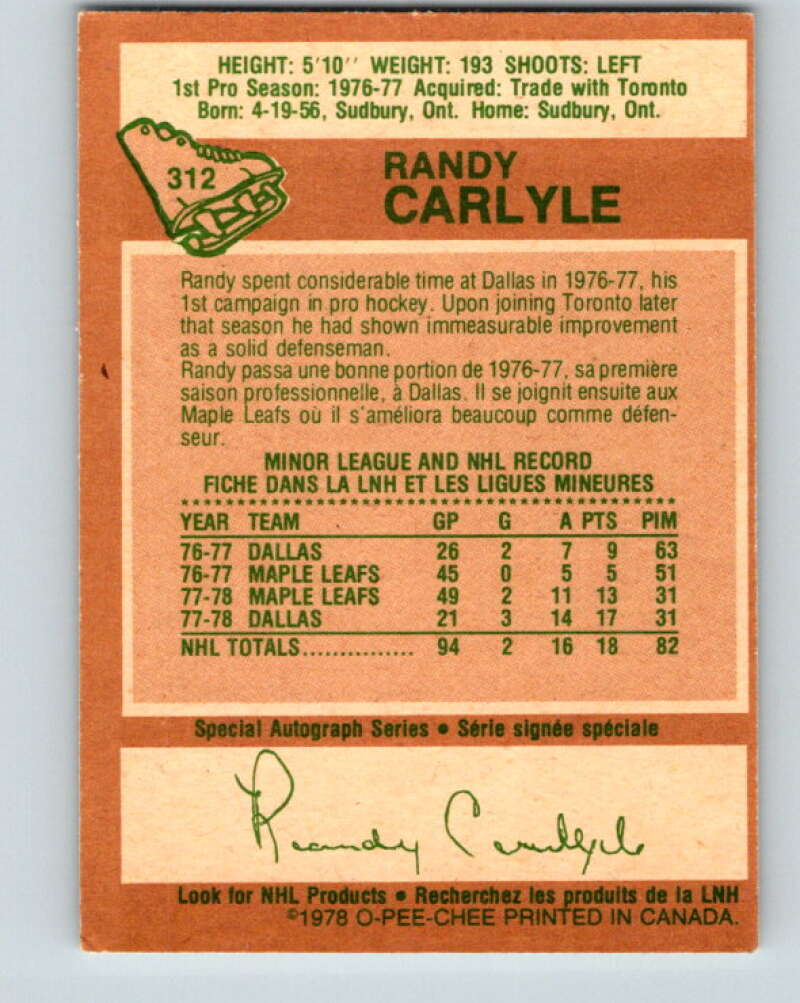 HEIGHT: 5'10'' WEIGHT: 193 SHOOTS: LEFT
1st Pro Season: 1976-77 Acquired: Trade with Toronto
Born: 4-19-56, Sudbury, Ont. Home: Sudbury, Ont.
312
RANDY
CARLYLE
Randy spent considerable time at Dallas in 1976-77, his
1st campaign in pro hockey. Upon joining Toronto later
that season he had shown immeasurable improvement
as a solid defenseman.
Randy passa une bonne portion de 1976-77, sa première
saison professionnelle, à Dallas. Il se joignit ensuite aux
Maple Leafs où il s'améliora beaucoup comme défen-
seur.
MINOR LEAGUE AND NHL RECORD
FICHE DANS LA LNH ET LES LIGUES MINEURES
YEAR TEAM GP G A PTS PIM
76-77 DALLAS 26 2 7 9 63
76-77 MAPLE LEAFS 45 0 5 5 51
77-78 MAPLE LEAFS 49 2 11 13 31
77-78 DALLAS 21 3 14 17 31
NHL TOTALS............... 94 2 16 18 82
Special Autograph Series • Série signée spéciale
Randy Carlyle
Look for NHL Products • Recherchez les produits de la LNH
©1978 O-PEE-CHEE PRINTED IN CANADA.